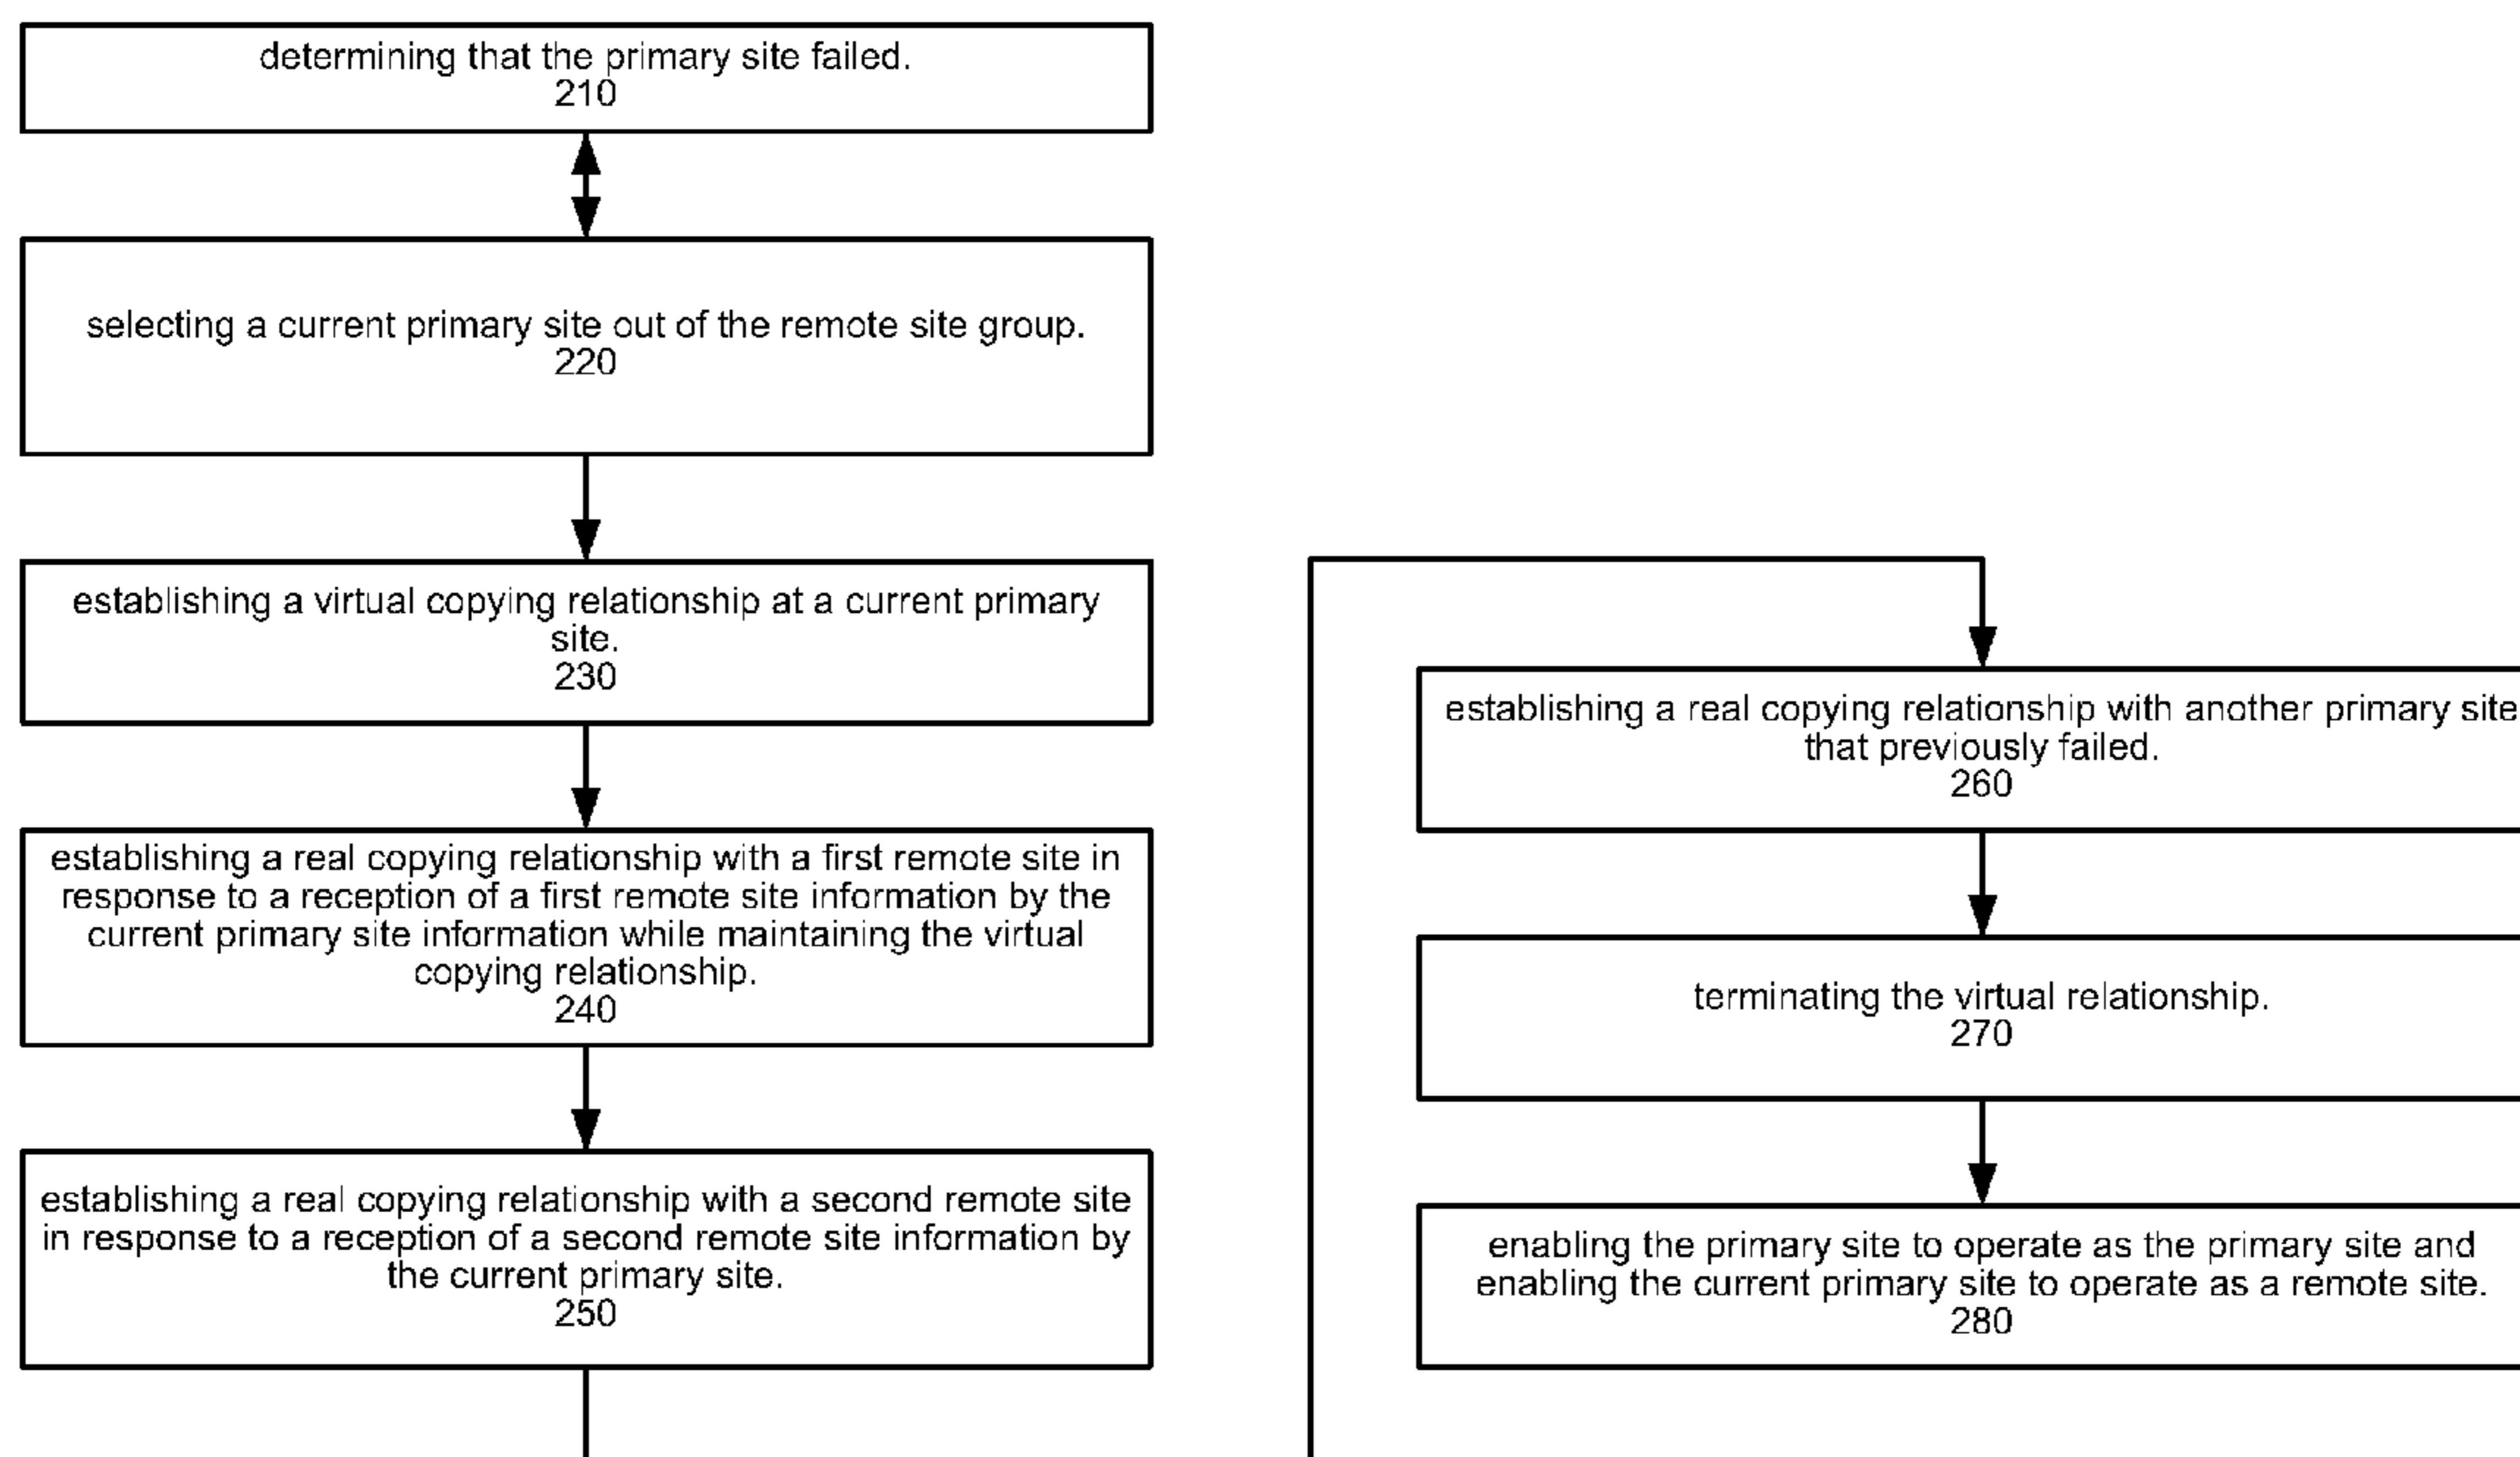 determining that the primary site failed.
210
selecting a current primary site out of the remote site group.
220
establishing a virtual copying relationship at a current primary
site.
230
establishing a real copying relationship with a first remote site in
response to a reception of a first remote site information by the
current primary site information while maintaining the virtual
copying relationship.
240
establishing a real copying relationship with a second remote site
in response to a reception of a second remote site information by
the current primary site.
250
establishing a real copying relationship with another primary site
that previously failed.
260
terminating the virtual relationship.
270
enabling the primary site to operate as the primary site and
enabling the current primary site to operate as a remote site.
280